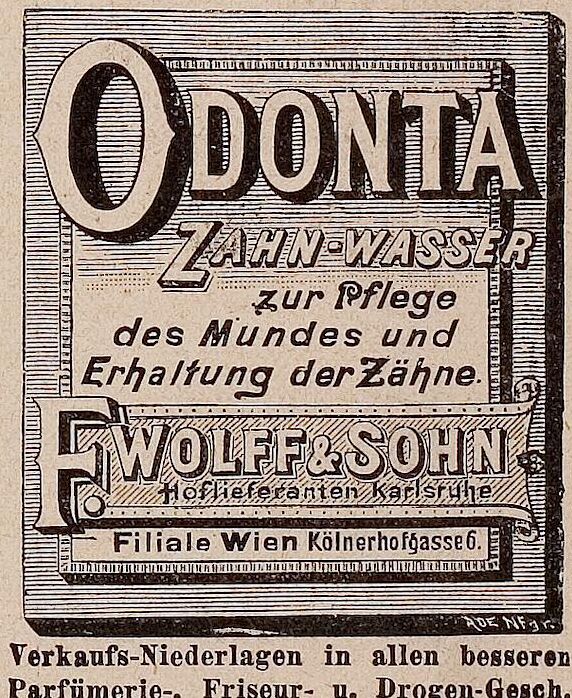 ODONTA
ZAHN-WASSER
zur Pflege
des Mundes und
Erhaltung der Zähne.
F. WOLFF & SOHN
Hoflieferanten Karlsruhe
Filiale Wien Kölnerhofgasse 6.
Verkaufs-Niederlagen in allen besseren
Parfümerie-, Friseur- u. Drogen-Gesch.